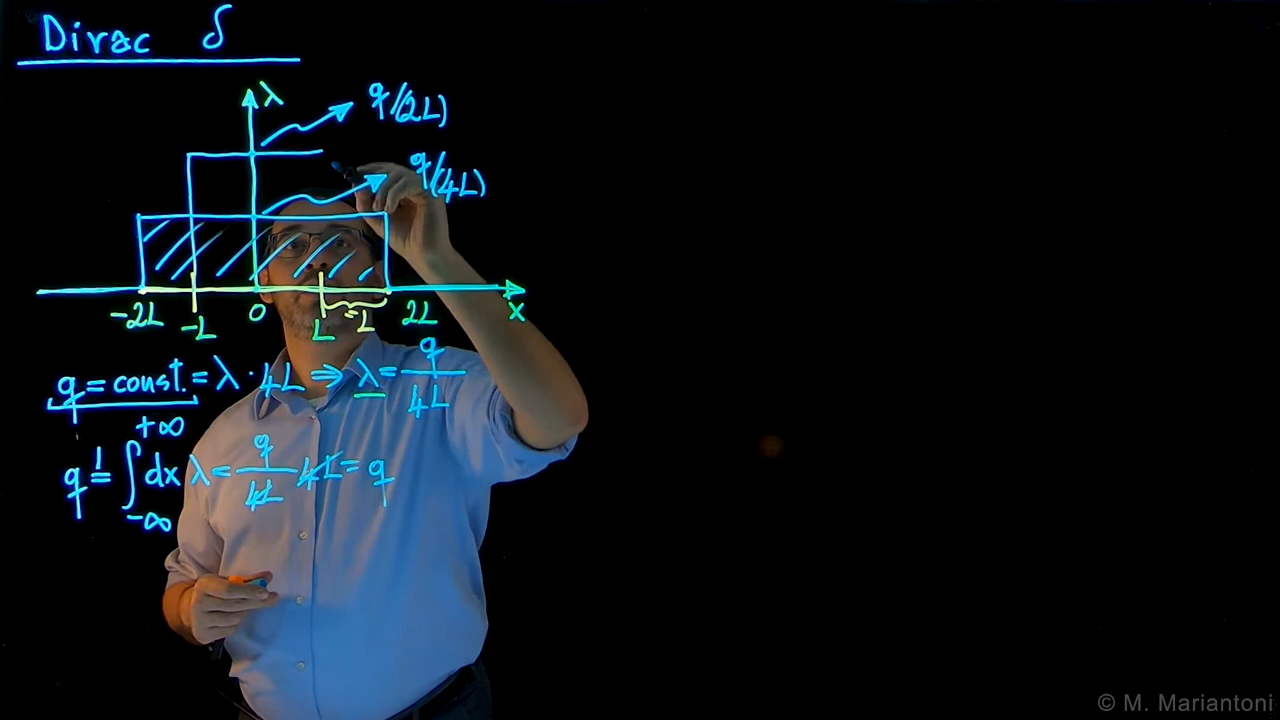 Dirac δ
λ
q/(2L)
q/(4L)
-2L -L 0 L =L 2L x
q = const. = λ · 4L ⇒ λ = q/4L
q != ∫_{-∞}^{+∞} dx λ = q/4L 4L = q
© M. Mariantoni